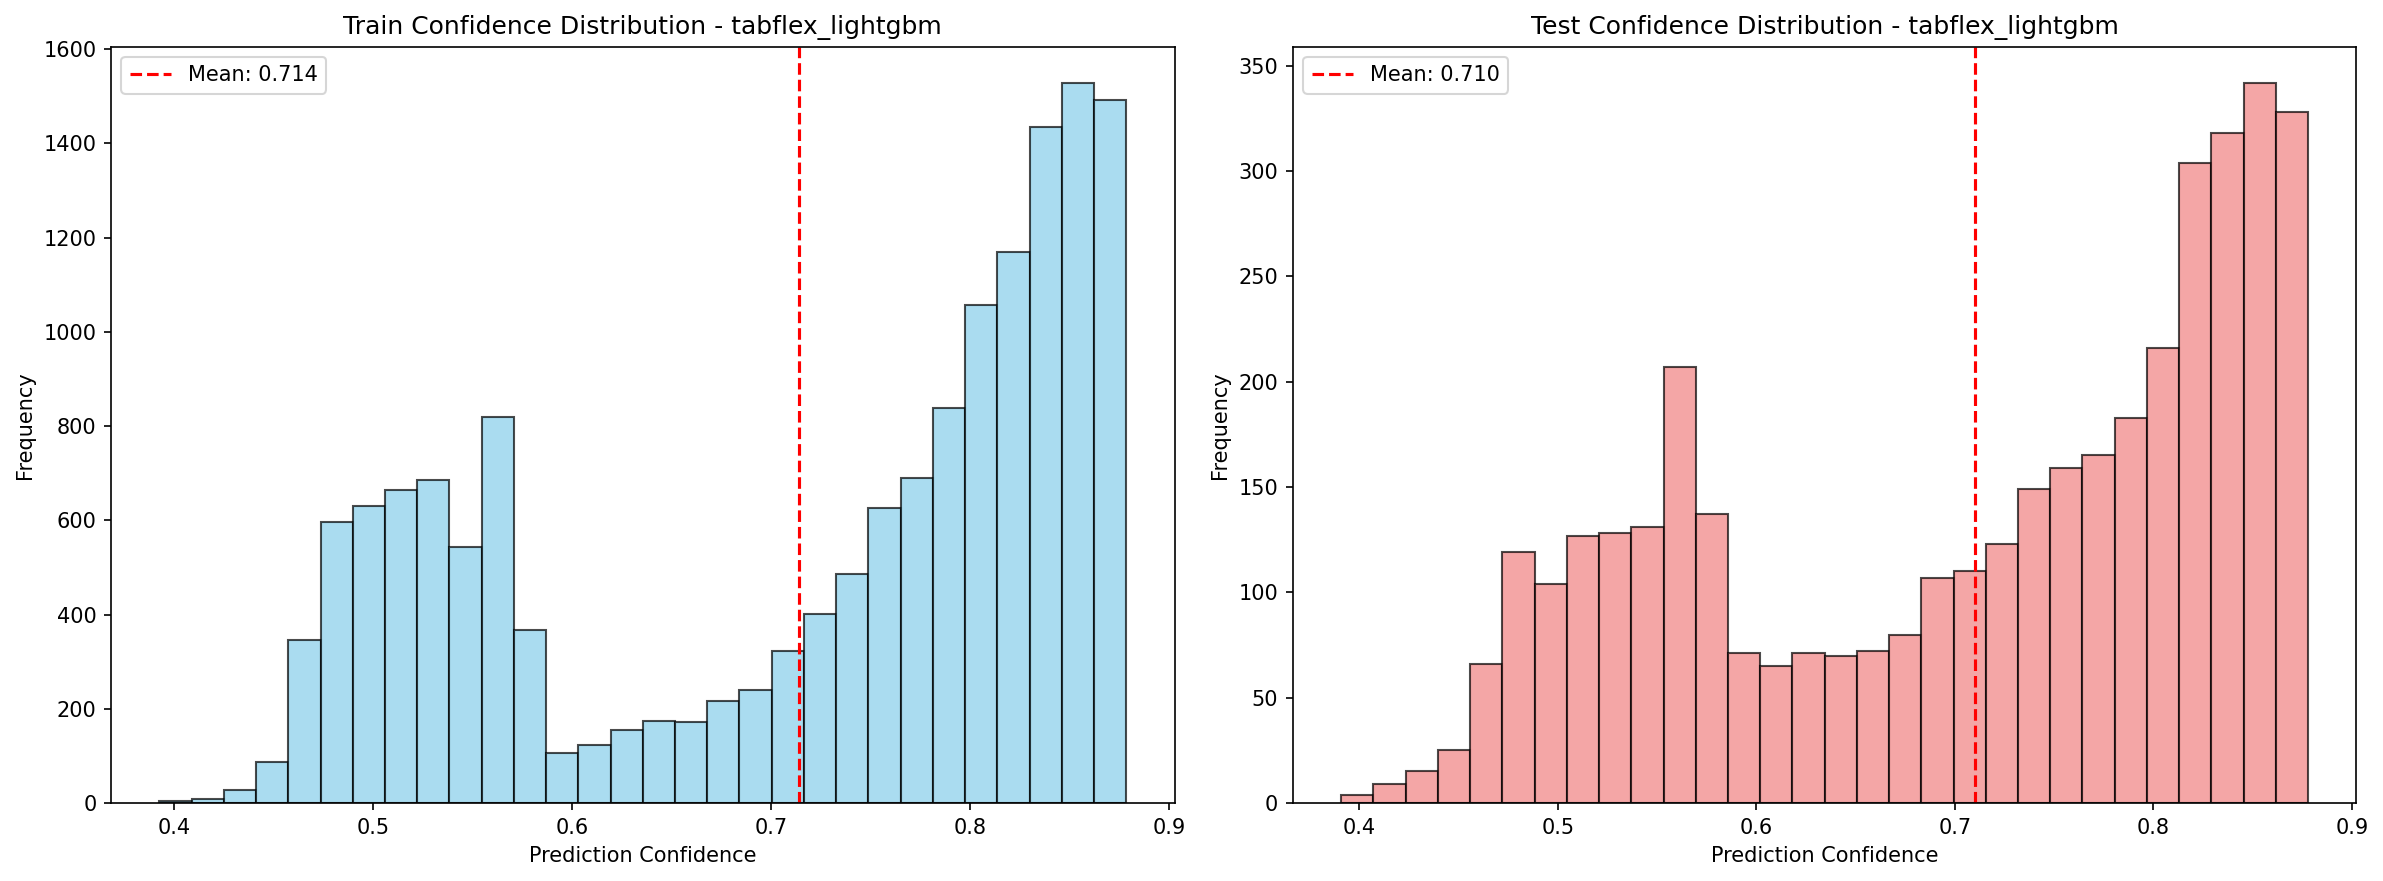 Train Confidence Distribution - tabflex_lightgbm
Mean: 0.714
1600
1400
1200
1000
800
600
400
200
0
Frequency
0.4 0.5 0.6 0.7 0.8 0.9
Prediction Confidence
Test Confidence Distribution - tabflex_lightgbm
Mean: 0.710
350
300
250
200
150
100
50
0
Frequency
0.4 0.5 0.6 0.7 0.8 0.9
Prediction Confidence